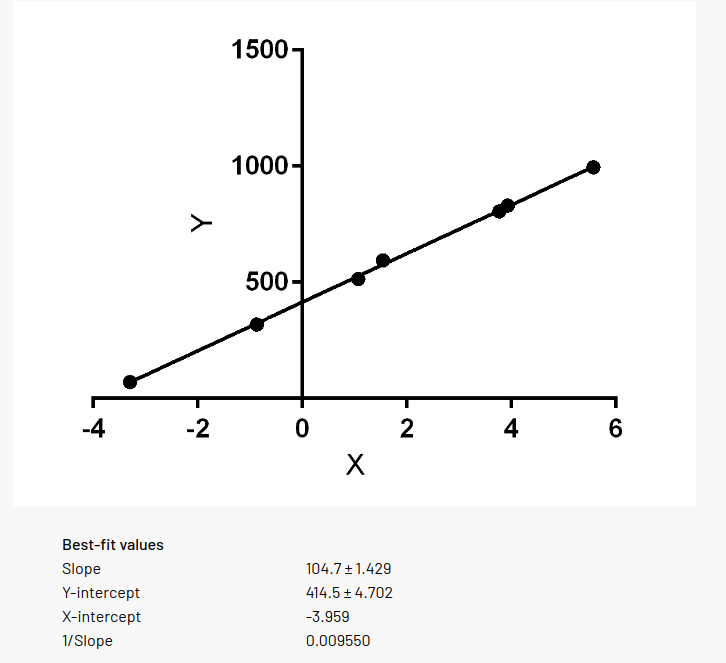 1500
1000
Y
500
-4 -2 0 2 4 6
X
Best-fit values
Slope 104.7 ± 1.429
Y-intercept 414.5 ± 4.702
X-intercept -3.959
1/Slope 0.009550